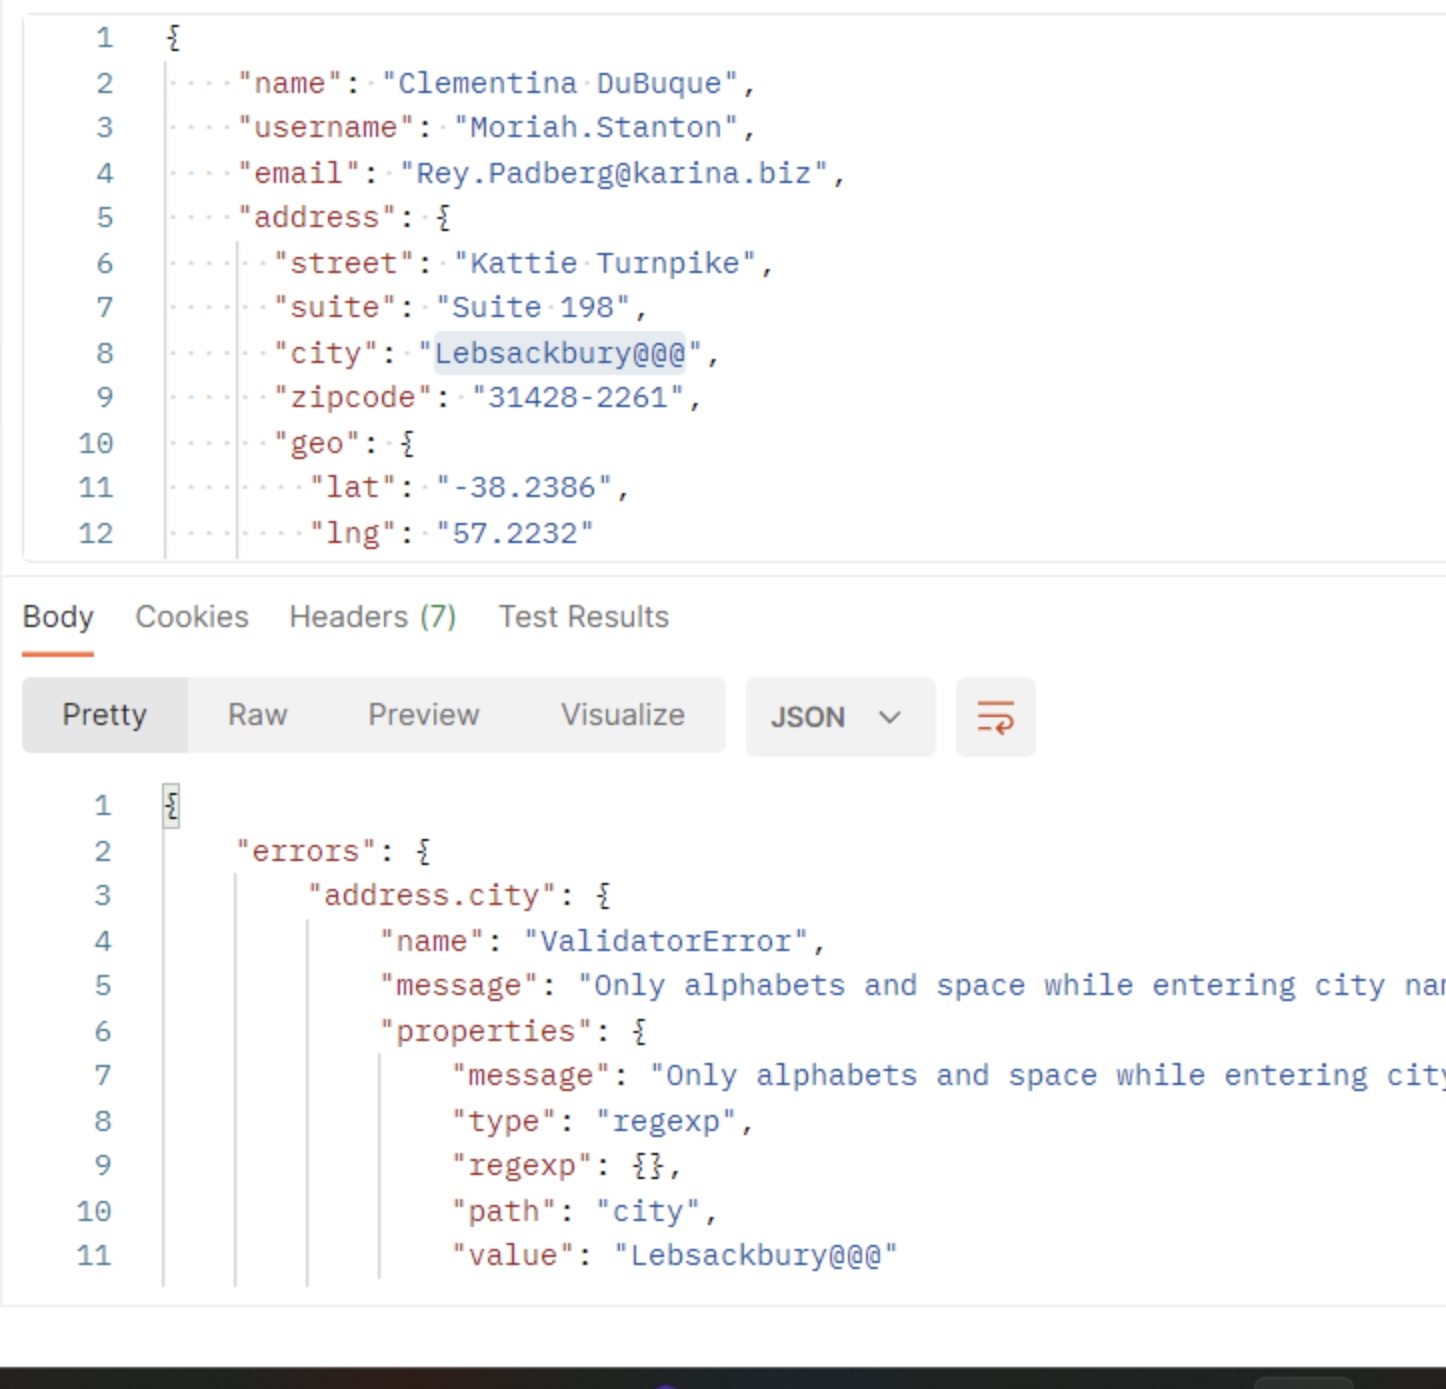 1 {
2 "name": "Clementina DuBuque",
3 "username": "Moriah.Stanton",
4 "email": "Rey.Padberg@karina.biz",
5 "address": {
6 "street": "Kattie Turnpike",
7 "suite": "Suite 198",
8 "city": "Lebsackbury@@@",
9 "zipcode": "31428-2261",
10 "geo": {
11 "lat": "-38.2386",
12 "lng": "57.2232"
Body Cookies Headers (7) Test Results
Pretty Raw Preview Visualize JSON
1 {
2 "errors": {
3 "address.city": {
4 "name": "ValidatorError",
5 "message": "Only alphabets and space while entering city
6 "properties": {
7 "message": "Only alphabets and space while entering city
8 "type": "regexp",
9 "regexp": {},
10 "path": "city",
11 "value": "Lebsackbury@@@"